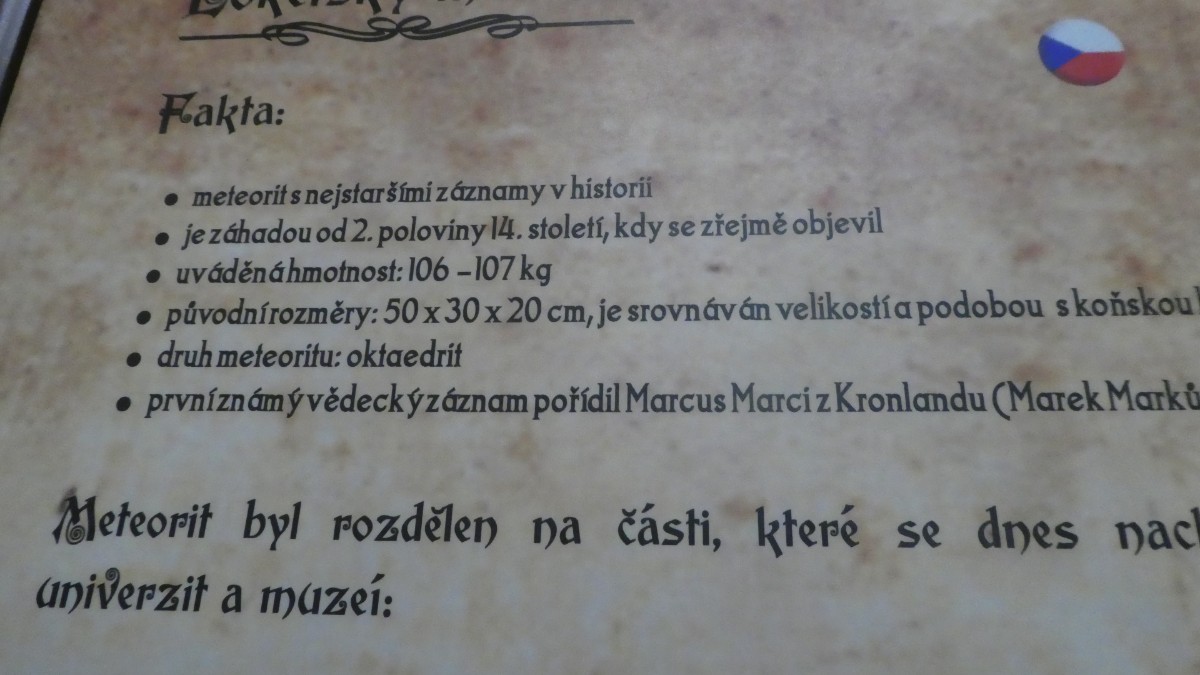 Fakta:
• meteorit s nejstaršími záznamy v historii
• je záhadou od 2. poloviny 14. století, kdy se zřejmě objevil
• uváděná hmotnost: 106 – 107 kg
• původní rozměry: 50 x 30 x 20 cm, je srovnáván velikostí a podobou s koňskou
• druh meteoritu: oktaedrit
• první známý vědecký záznam pořídil Marcus Marci z Kronlandu (Marek Marků
Meteorit byl rozdělen na části, které se dnes
univerzit a muzeí: